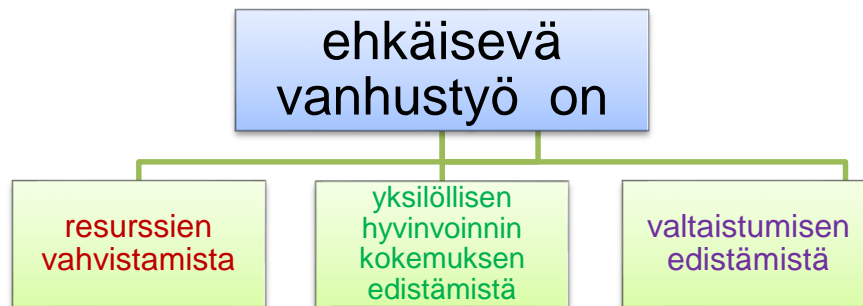 ehkäisevä
vanhustyö on
resurssien
vahvistamista
yksilöllisen
hyvinvoinnin
kokemuksen
edistämistä
valtaistumisen
edistämistä